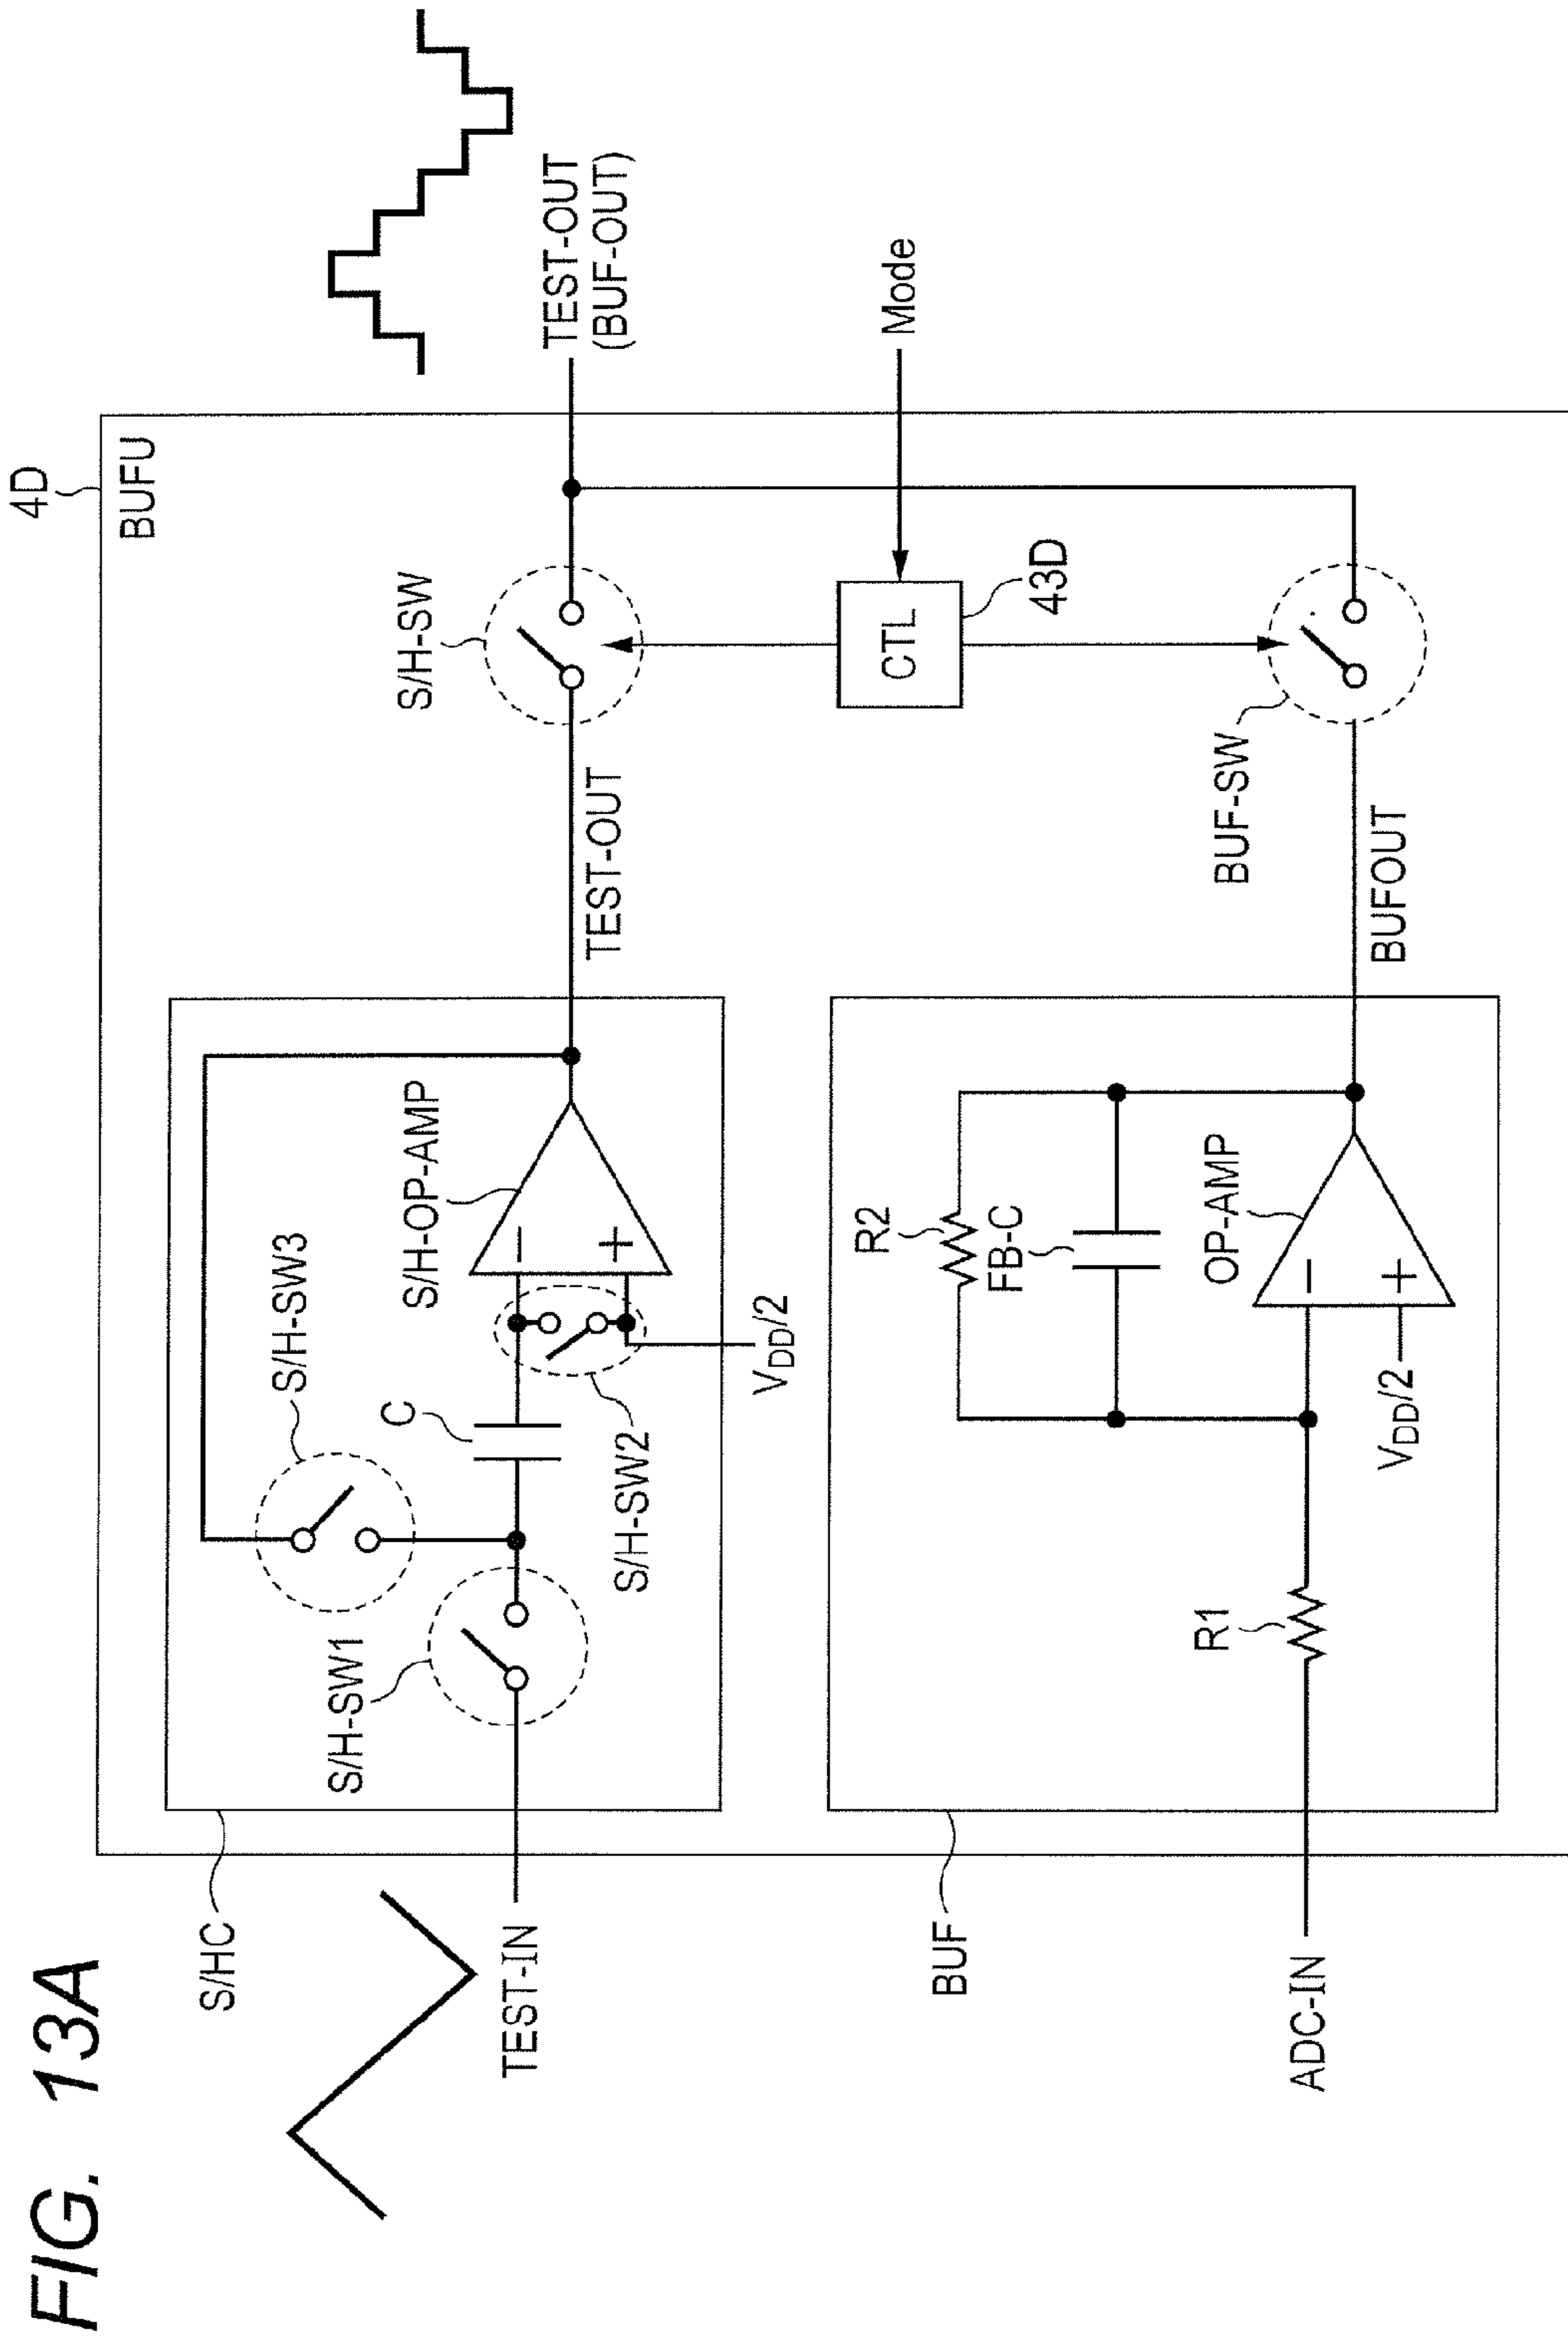 FIG. 13A
4D
BUFU
S/HC
S/H-SW3
S/H-SW1
C
S/H-OP-AMP
S/H-SW2
VDD/2
TEST-IN
TEST-OUT
S/H-SW
TEST-OUT
(BUF-OUT)
CTL
Mode
43D
BUF
R2
FB-C
OP-AMP
R1
VDD/2
ADC-IN
BUFOUT
BUF-SW